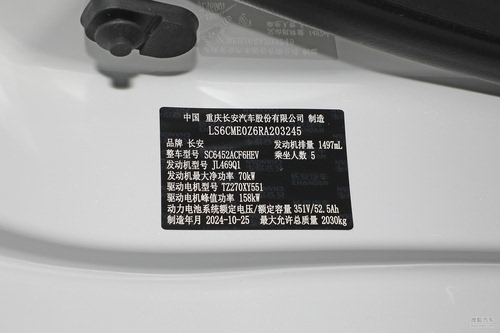 中国 重庆长安汽车股份有限公司 制造
LS6CME0Z6RA203245
品牌 长安 发动机排量 1497mL
整车型号 SC6452ACF6HEV 乘坐人数 5
发动机型号 JL469Q1
发动机最大净功率 70kW
驱动电机型号 TZ270XY551
驱动电机峰值功率 158kW
动力电池系统额定电压/额定容量 351V/52.5Ah
制造年月 2024-10-25 最大允许总质量 2030kg